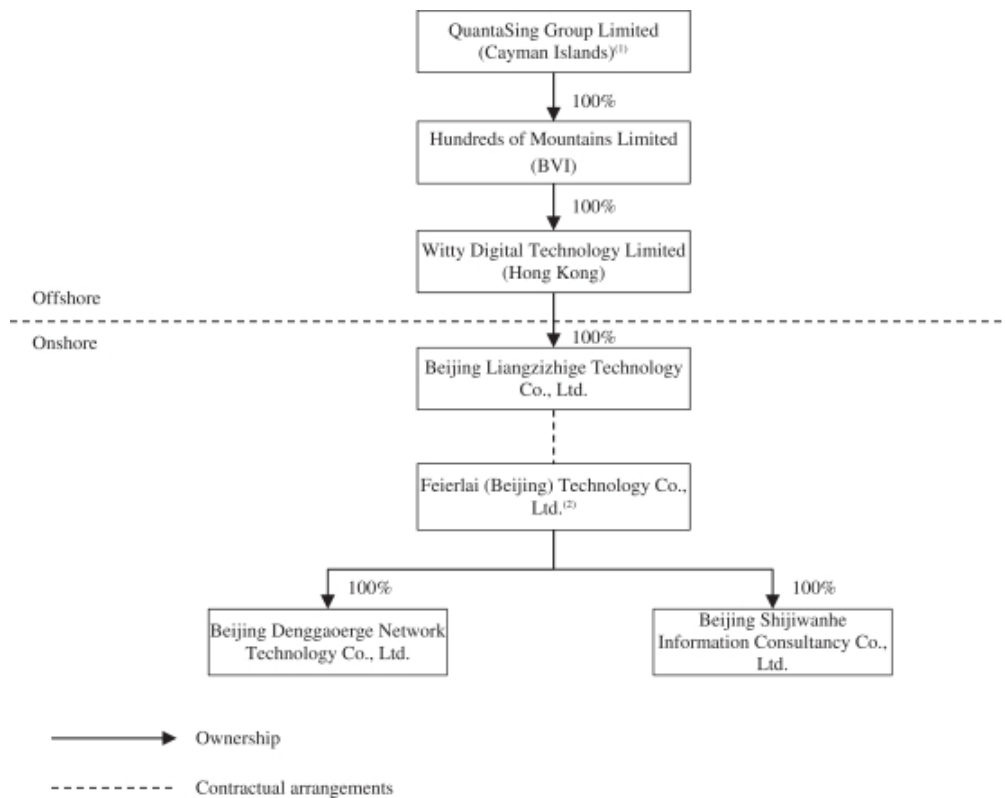 QuantaSing Group Limited
(Cayman Islands)(1)
100%
Hundreds of Mountains Limited
(BVI)
100%
Witty Digital Technology Limited
(Hong Kong)
Offshore
Onshore
100%
Beijing Liangzizhige Technology
Co., Ltd.
Feierlai (Beijing) Technology Co.,
Ltd.(2)
100%
100%
Beijing Denggaoerge Network
Technology Co., Ltd.
Beijing Shijiwanhe
Information Consultancy Co.,
Ltd.
Ownership
Contractual arrangements